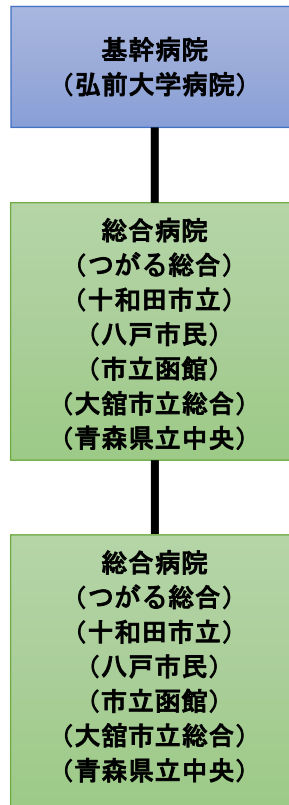 基幹病院
（弘前大学病院）
総合病院
（つがる総合）
（十和田市立）
（八戸市民）
（市立函館）
（大舘市立総合）
（青森県立中央）
総合病院
（つがる総合）
（十和田市立）
（八戸市民）
（市立函館）
（大舘市立総合）
（青森県立中央）